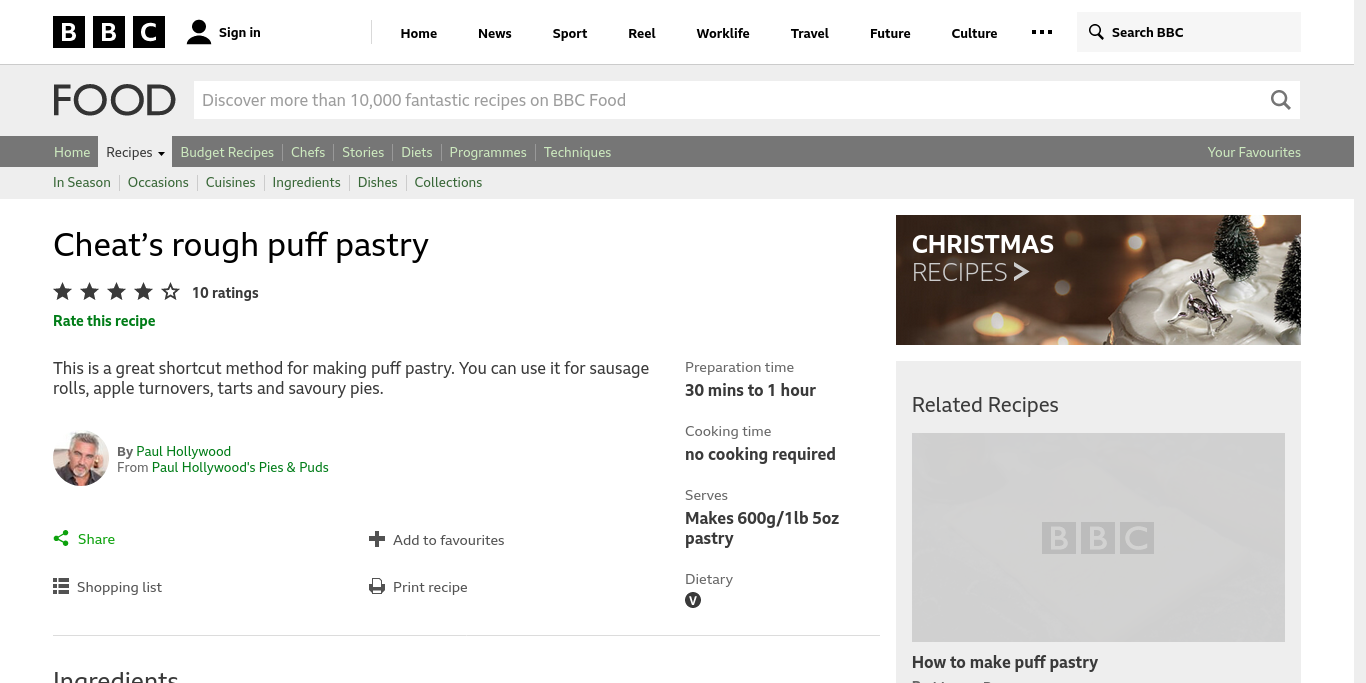 BBC
Sign in
Home
News
Sport
Reel
Worklife
Travel
Future
Culture
Search BBC
FOOD
Discover more than 10,000 fantastic recipes on BBC Food
Home
Recipes
Budget Recipes
Chefs
Stories
Diets
Programmes
Techniques
Your Favourites
In Season
Occasions
Cuisines
Ingredients
Dishes
Collections
Cheat’s rough puff pastry
10 ratings
Rate this recipe
This is a great shortcut method for making puff pastry. You can use it for sausage
rolls, apple turnovers, tarts and savoury pies.
By Paul Hollywood
From Paul Hollywood's Pies & Puds
Share
Add to favourites
Shopping list
Print recipe
Preparation time
30 mins to 1 hour
Cooking time
no cooking required
Serves
Makes 600g/1lb 5oz
pastry
Dietary
V
Ingredients
CHRISTMAS
RECIPES >
Related Recipes
BBC
How to make puff pastry